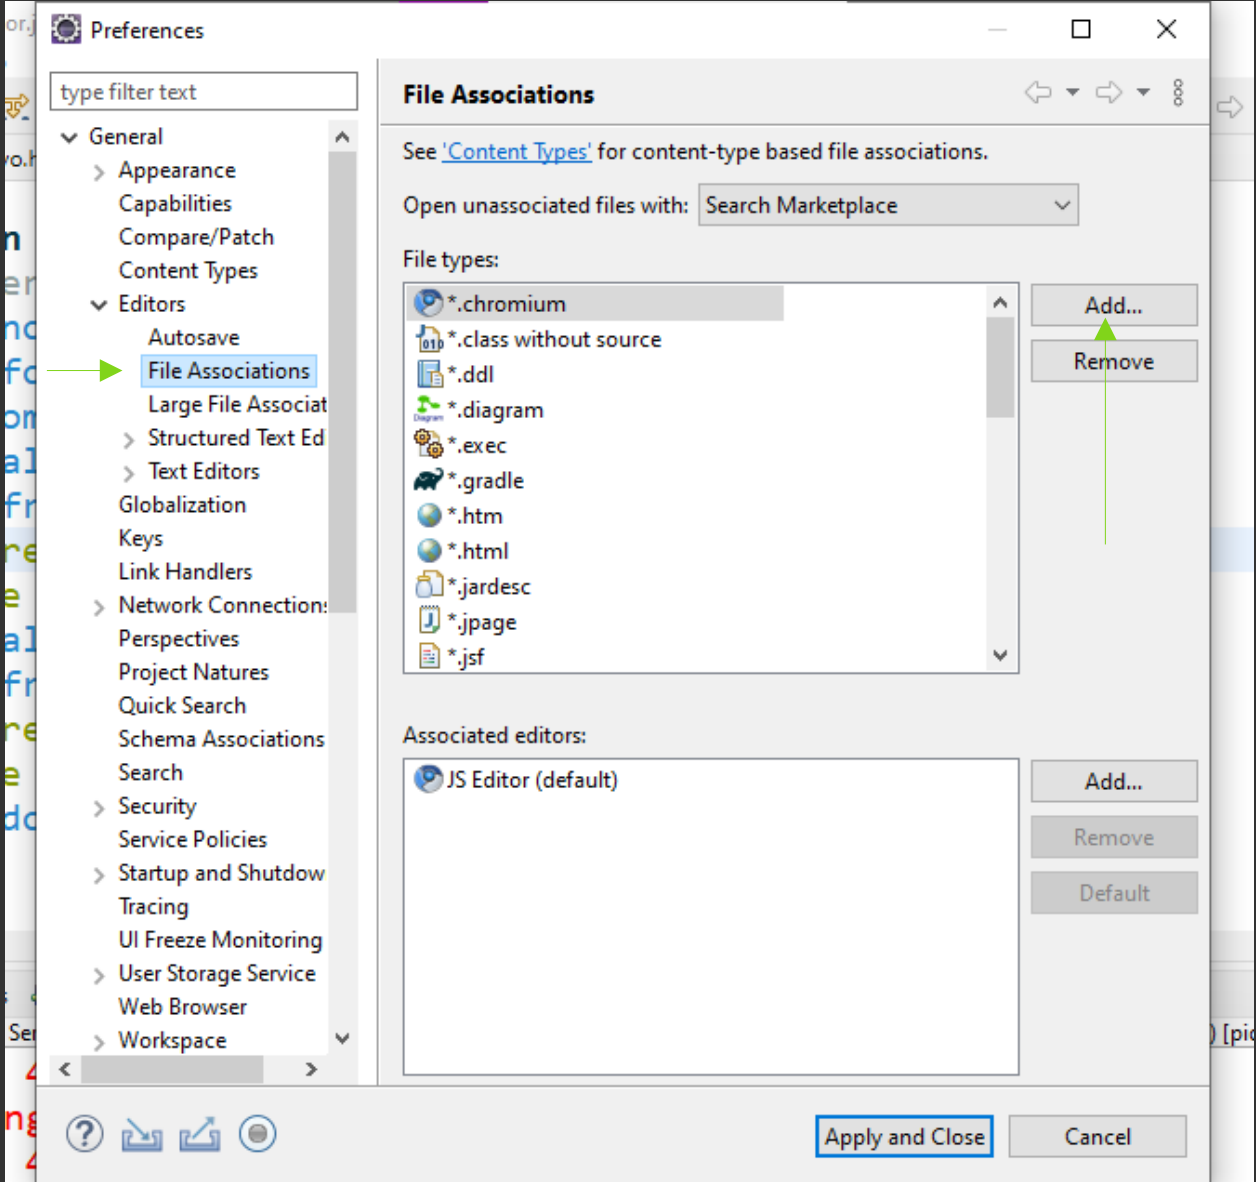 Preferences
type filter text
General
Appearance
Capabilities
Compare/Patch
Content Types
Editors
Autosave
File Associations
Large File Associat
Structured Text Ed
Text Editors
Globalization
Keys
Link Handlers
Network Connection
Perspectives
Project Natures
Quick Search
Schema Associations
Search
Security
Service Policies
Startup and Shutdow
Tracing
UI Freeze Monitoring
User Storage Service
Web Browser
Workspace
File Associations
See 'Content Types' for content-type based file associations.
Open unassociated files with: Search Marketplace
File types:
*.chromium
*.class without source
*.ddl
*.diagram
*.exec
*.gradle
*.htm
*.html
*.jardesc
*.jpage
*.jsf
Add...
Remove
Associated editors:
JS Editor (default)
Add...
Remove
Default
Apply and Close
Cancel